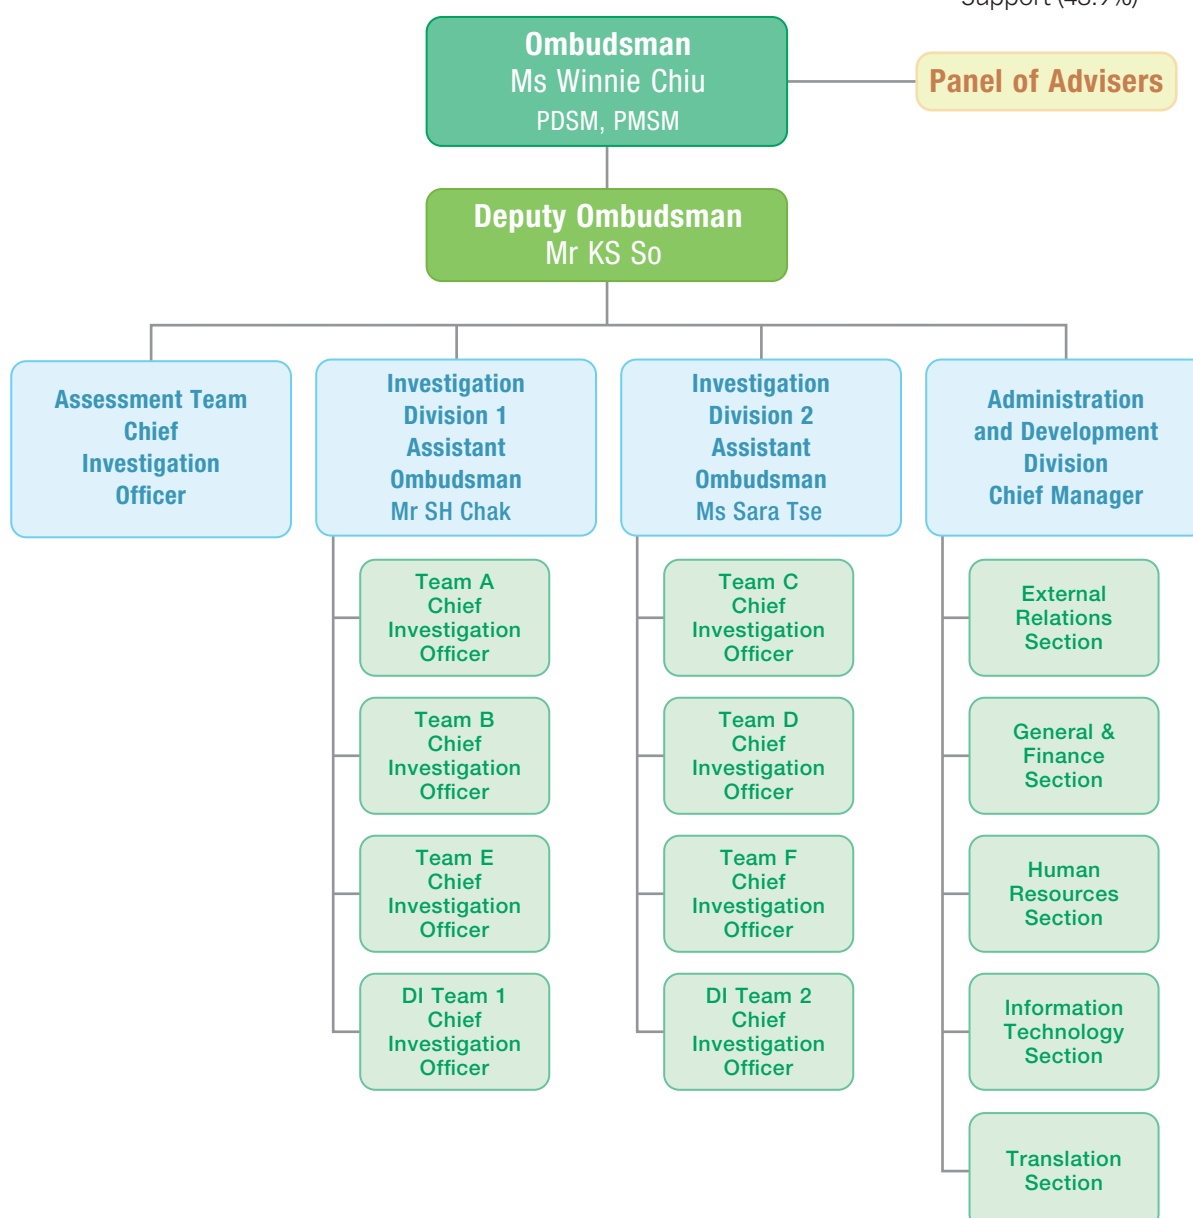 Ombudsman
Ms Winnie Chiu
PDSM, PMSM
Panel of Advisers
Deputy Ombudsman
Mr KS So
Assessment Team
Chief
Investigation
Officer
Investigation
Division 1
Assistant
Ombudsman
Mr SH Chak
Investigation
Division 2
Assistant
Ombudsman
Ms Sara Tse
Administration
and Development
Division
Chief Manager
Team A
Chief
Investigation
Officer
Team B
Chief
Investigation
Officer
Team E
Chief
Investigation
Officer
DI Team 1
Chief
Investigation
Officer
Team C
Chief
Investigation
Officer
Team D
Chief
Investigation
Officer
Team F
Chief
Investigation
Officer
DI Team 2
Chief
Investigation
Officer
External
Relations
Section
General &
Finance
Section
Human
Resources
Section
Information
Technology
Section
Translation
Section